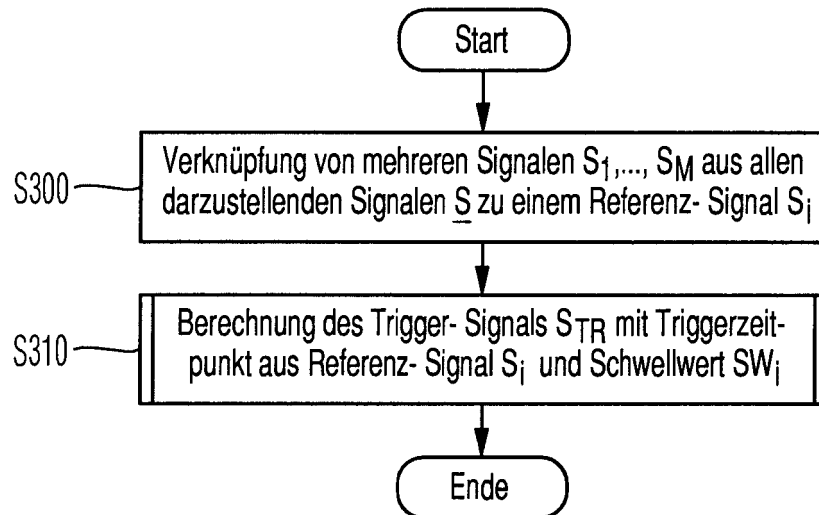 Start
S300
Verknüpfung von mehreren Signalen S1,..., SM aus allen
darzustellenden Signalen S zu einem Referenz- Signal Si
S310
Berechnung des Trigger- Signals STR mit Triggerzeit-
punkt aus Referenz- Signal Si und Schwellwert SWi
Ende